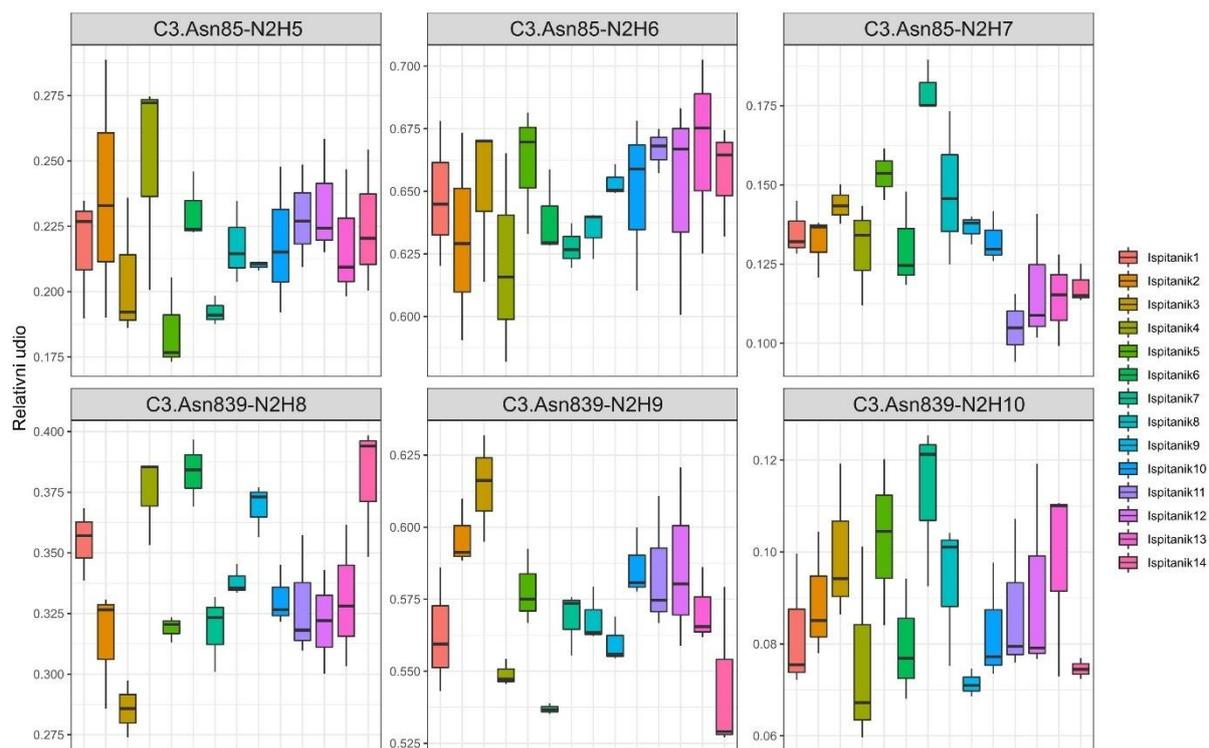 C3.Asn85-N2H5 C3.Asn85-N2H6 C3.Asn85-N2H7
0.275
0.250
0.225
0.200
0.175
0.700
0.675
0.650
0.625
0.600
0.175
0.150
0.125
0.100
Relativni udio
C3.Asn839-N2H8 C3.Asn839-N2H9 C3.Asn839-N2H10
0.400
0.375
0.350
0.325
0.300
0.275
0.625
0.600
0.575
0.550
0.525
0.12
0.10
0.08
0.06
Ispitanik1
Ispitanik2
Ispitanik3
Ispitanik4
Ispitanik5
Ispitanik6
Ispitanik7
Ispitanik8
Ispitanik9
Ispitanik10
Ispitanik11
Ispitanik12
Ispitanik13
Ispitanik14